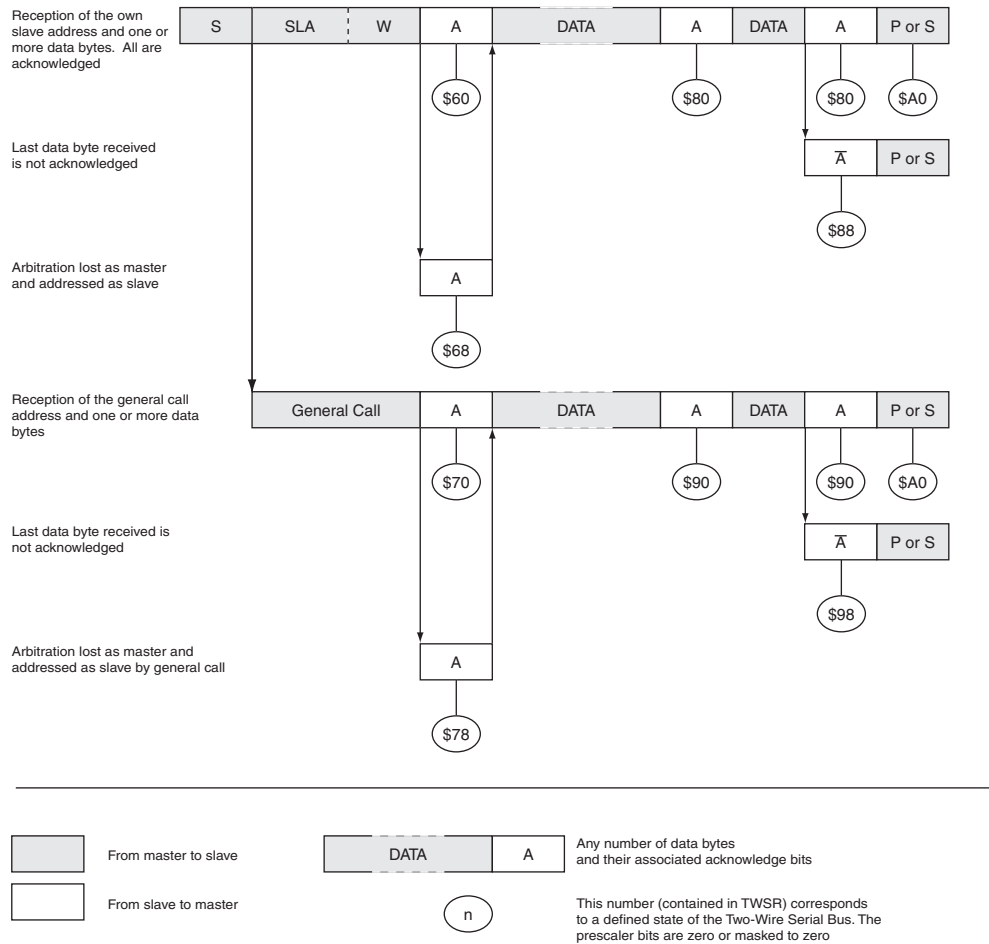 Reception of the own
slave address and one or
more data bytes. All are
acknowledged
S SLA W A DATA A DATA A P or S
$60 $80 $80 $A0
Last data byte received
is not acknowledged
A̅ P or S
$88
Arbitration lost as master
and addressed as slave
A
$68
Reception of the general call
address and one or more data
bytes
General Call A DATA A DATA A P or S
$70 $90 $90 $A0
Last data byte received is
not acknowledged
A̅ P or S
$98
Arbitration lost as master and
addressed as slave by general call
A
$78
From master to slave
DATA A
Any number of data bytes
and their associated acknowledge bits
From slave to master
n
This number (contained in TWSR) corresponds
to a defined state of the Two-Wire Serial Bus. The
prescaler bits are zero or masked to zero